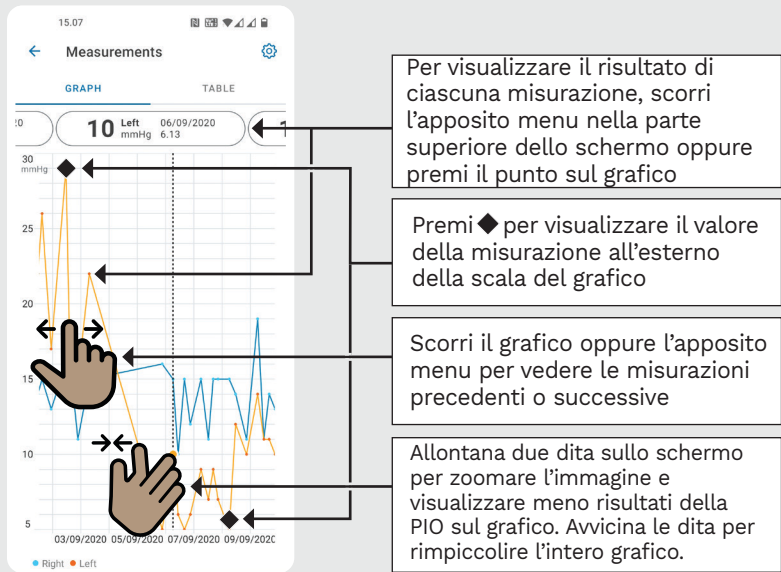 15.07
Measurements
GRAPH
TABLE
10 Left 06/09/2020
mmHg 6.13
30
mmHg
25
20
15
10
5
03/09/2020 05/09/2020 07/09/2020 09/09/2020
Right Left
Per visualizzare il risultato di
ciascuna misurazione, scorri
l’apposito menu nella parte
superiore dello schermo oppure
premi il punto sul grafico
Premi ◆ per visualizzare il valore
della misurazione all’esterno
della scala del grafico
Scorri il grafico oppure l’apposito
menu per vedere le misurazioni
precedenti o successive
Allontana due dita sullo schermo
per zoomare l’immagine e
visualizzare meno risultati della
PIO sul grafico. Avvicina le dita per
rimpiccolire l’intero grafico.